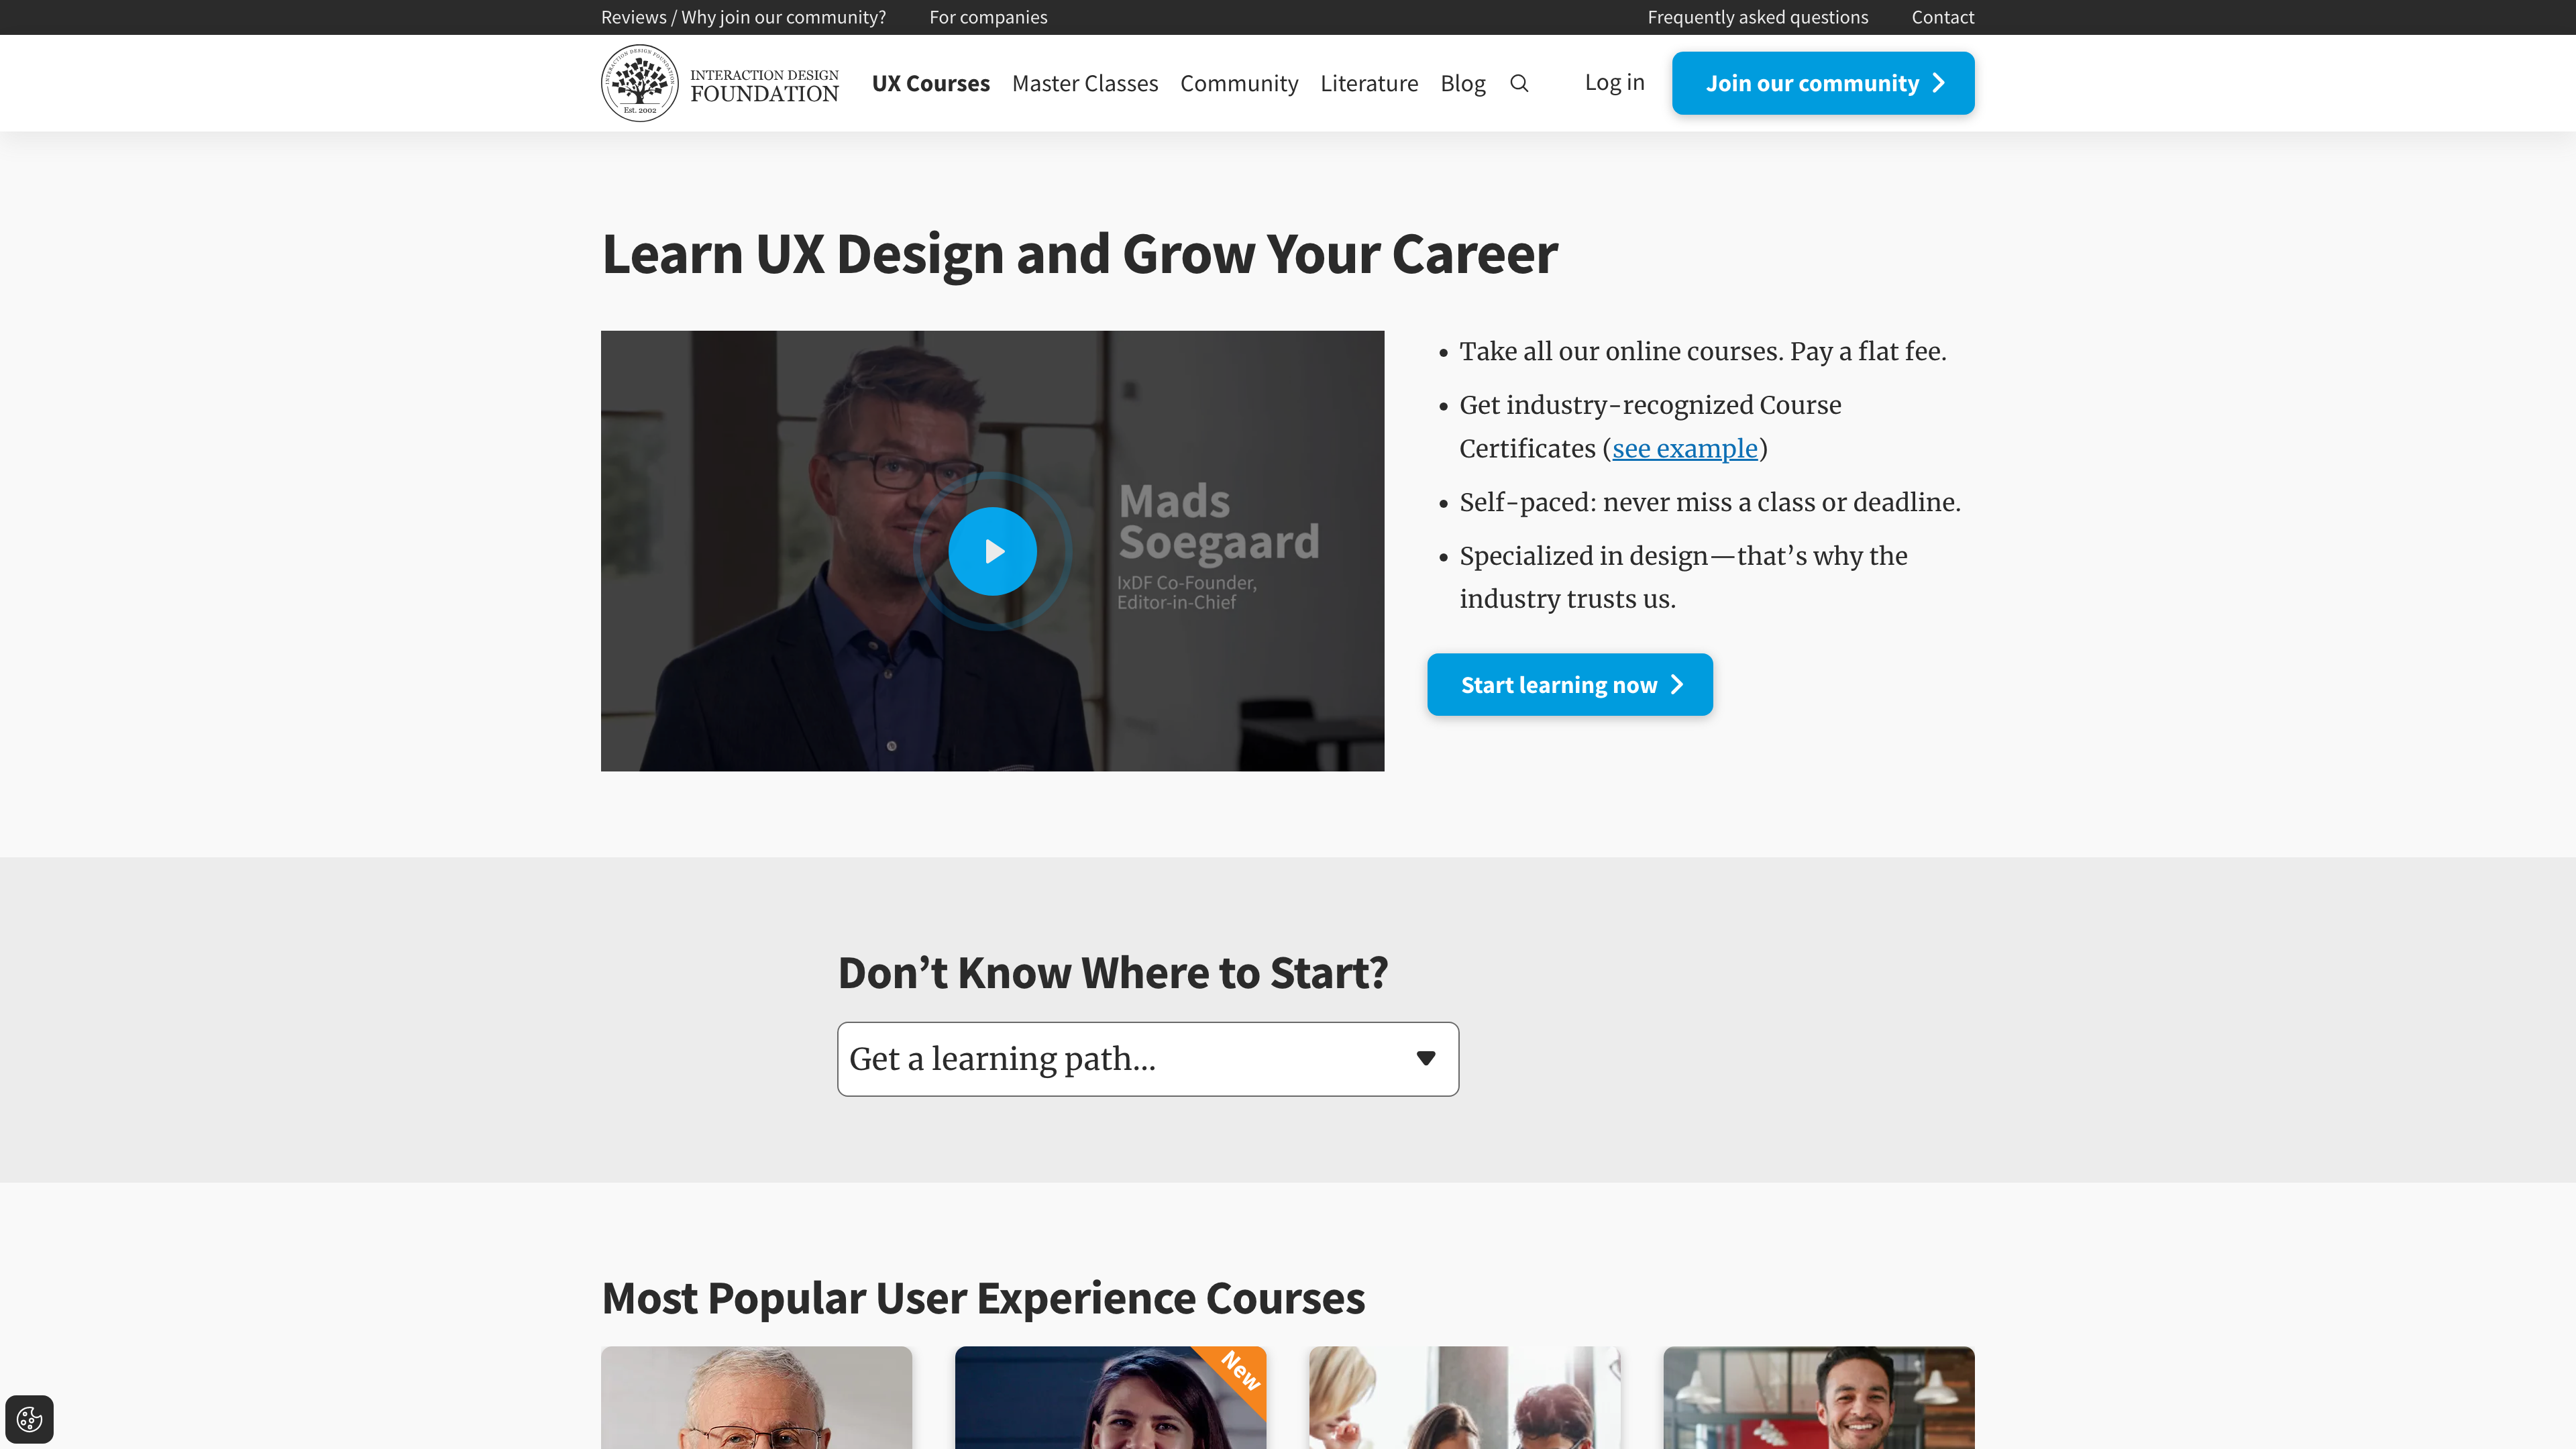 Reviews / Why join our community?
For companies
Frequently asked questions
Contact
INTERACTION DESIGN FOUNDATION
Est. 2002
INTERACTION DESIGN
FOUNDATION
UX Courses
Master Classes
Community
Literature
Blog
Log in
Join our community
Learn UX Design and Grow Your Career
Mads
Soegaard
IxDF Co-Founder,
Editor-in-Chief
• Take all our online courses. Pay a flat fee.
• Get industry-recognized Course
Certificates (see example)
• Self-paced: never miss a class or deadline.
• Specialized in design—that’s why the
industry trusts us.
Start learning now
Don’t Know Where to Start?
Get a learning path...
Most Popular User Experience Courses
New